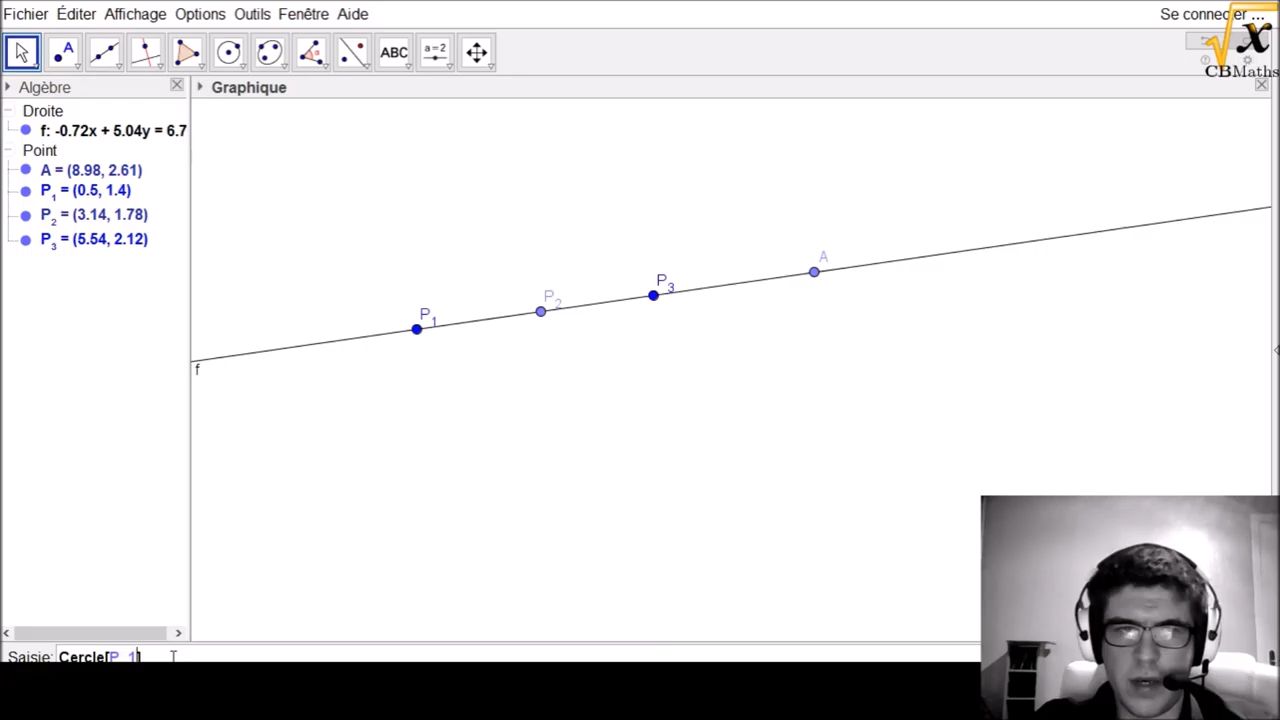 Fichier Éditer Affichage Options Outils Fenêtre Aide Se connecter ...
A ABC a=2
x
CBMaths
Algèbre Graphique
Droite
f: -0.72x + 5.04y = 6.7
Point
A = (8.98, 2.61)
P1 = (0.5, 1.4)
P2 = (3.14, 1.78)
P3 = (5.54, 2.12)
A
P3
P2
P1
f
Saisie: Cercle[P_1]